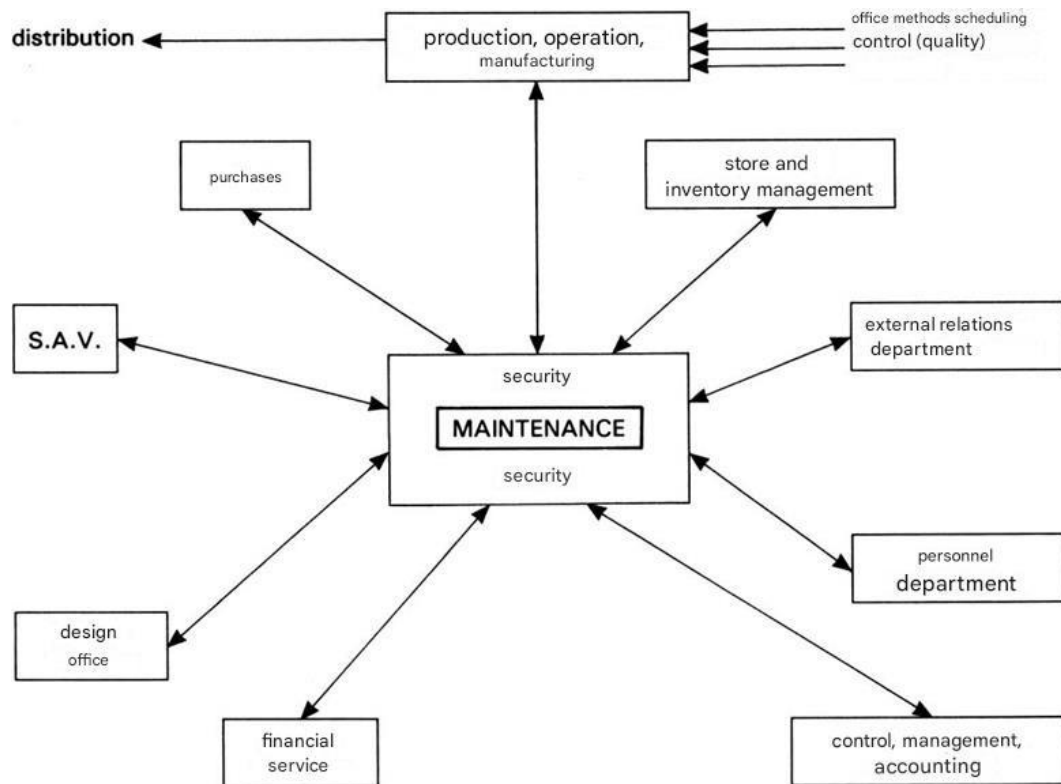 office methods scheduling
distribution
production, operation,
manufacturing
control (quality)
purchases
store and
inventory management
S.A.V.
external relations
department
security
MAINTENANCE
security
personnel
department
design
office
financial
service
control, management,
accounting